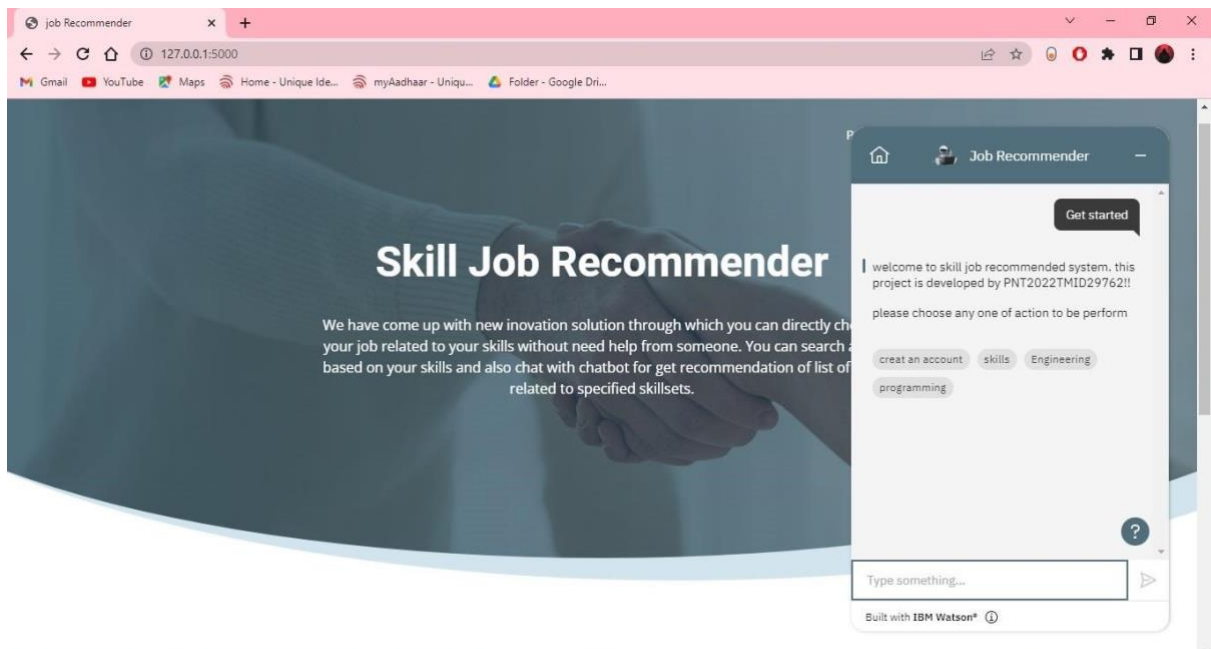 job Recommender
127.0.0.1:5000
Gmail YouTube Maps Home - Unique Ide... myAadhaar - Uniqu... Folder - Google Dri...
P
Skill Job Recommender
We have come up with new inovation solution through which you can directly ch
your job related to your skills without need help from someone. You can search a
based on your skills and also chat with chatbot for get recommendation of list of
related to specified skillsets.
Job Recommender
Get started
welcome to skill job recommended system. this
project is developed by PNT2022TMID29762!!
please choose any one of action to be perform
creat an account skills Engineering
programming
?
Type something...
Built with IBM Watson®